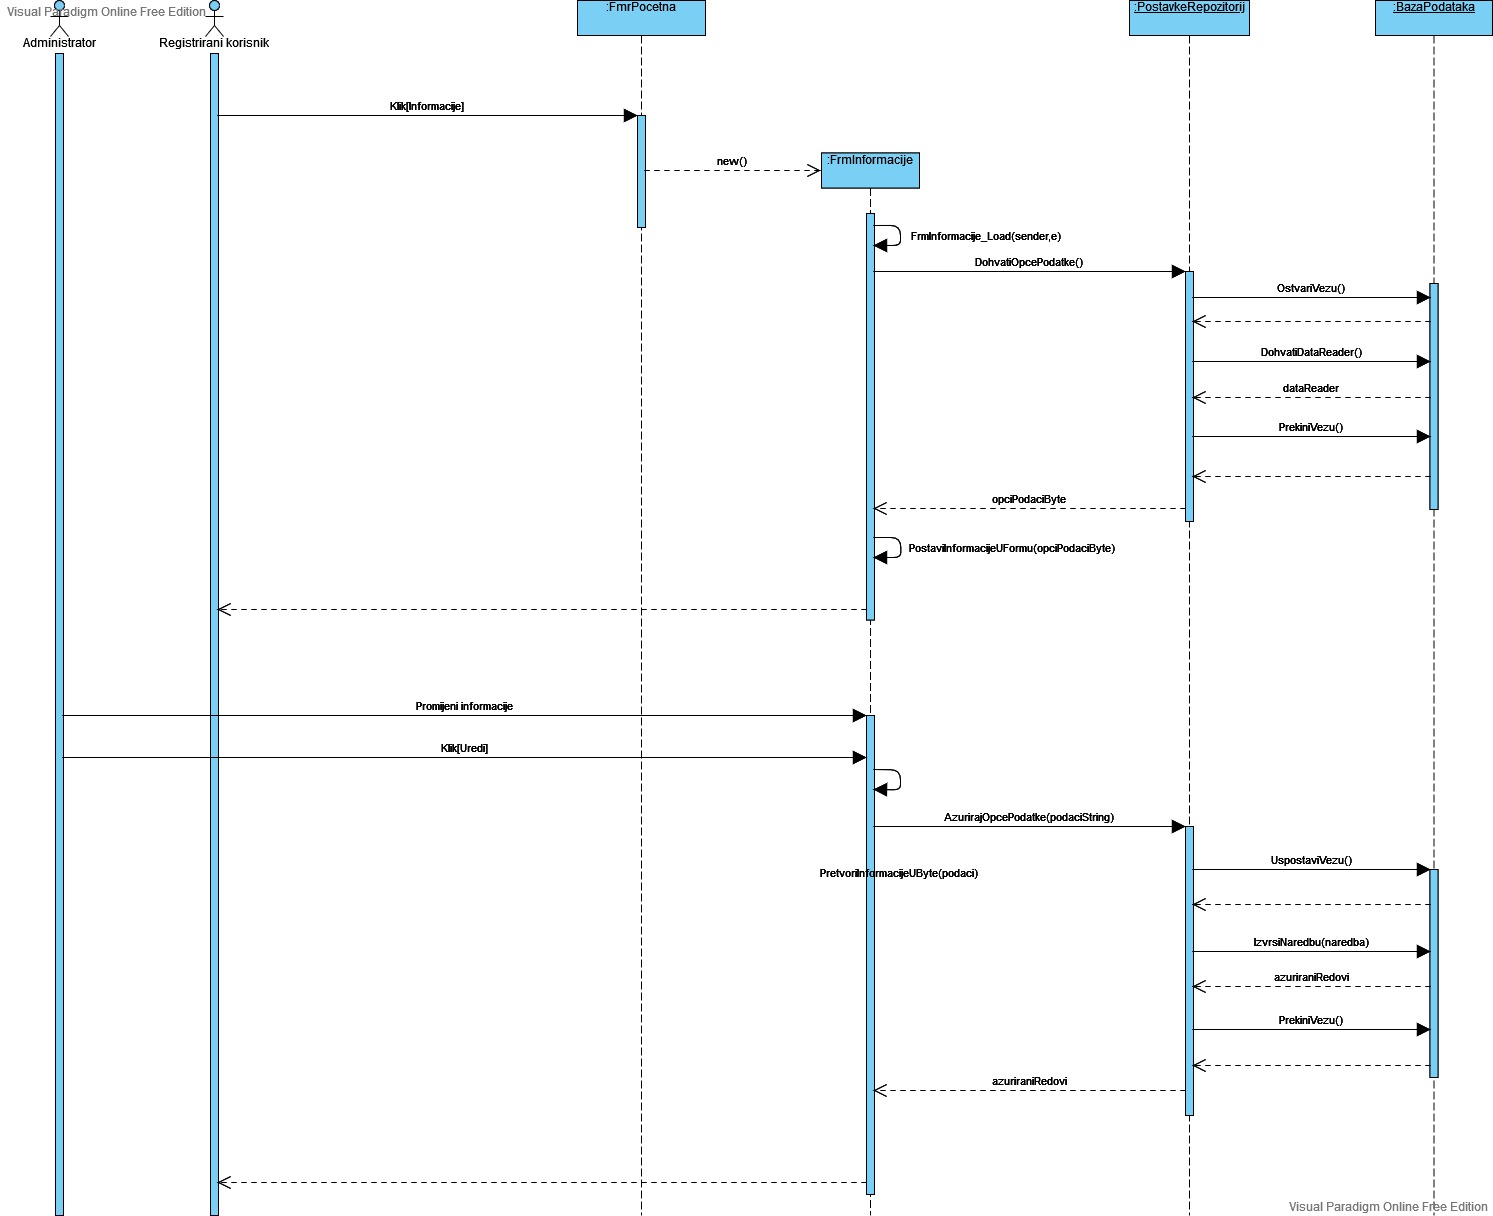 Visual Paradigm Online Free Edition
:FmrPocetna
:PostavkeRepozitorij
:BazaPodataka
Administrator
Registrirani korisnik
Klik[Informacije]
new()
:FrmInformacije
FrmInformacije_Load(sender,e)
DohvatiOpcePodatke()
OstvariVezu()
DohvatiDataReader()
dataReader
PrekiniVezu()
opciPodaciByte
PostaviInformacijeUFormu(opciPodaciByte)
Promijeni informacije
Klik[Uredi]
AzurirajOpcePodatke(podaciString)
UspostaviVezu()
PretvoriInformacijeUByte(podaci)
IzvrsiNaredbu(naredba)
azuriraniRedovi
PrekiniVezu()
azuriraniRedovi
Visual Paradigm Online Free Edition